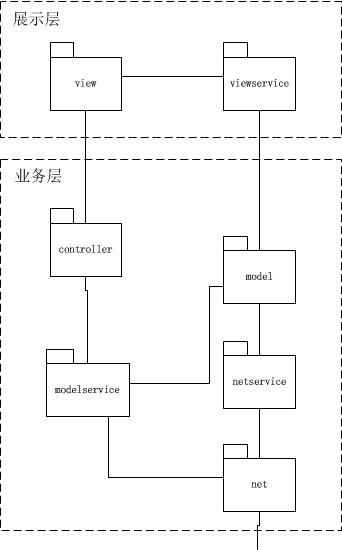 展示层
view
viewservice
业务层
controller
model
modelservice
netservice
net